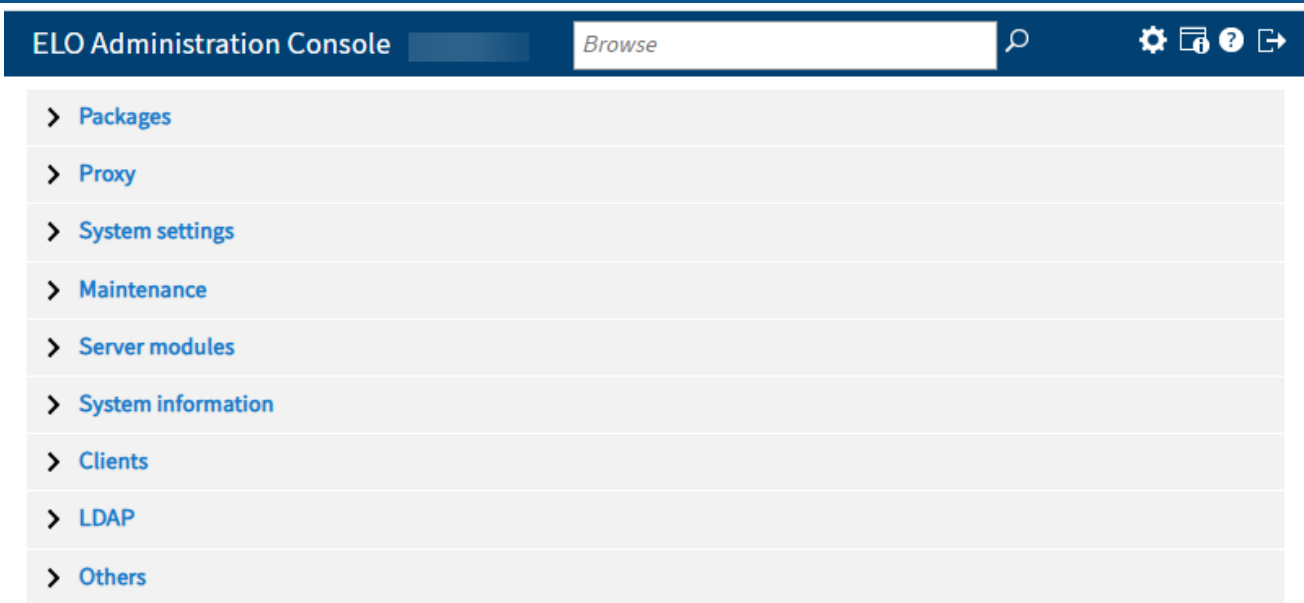 ELO Administration Console Browse
Packages
Proxy
System settings
Maintenance
Server modules
System information
Clients
LDAP
Others